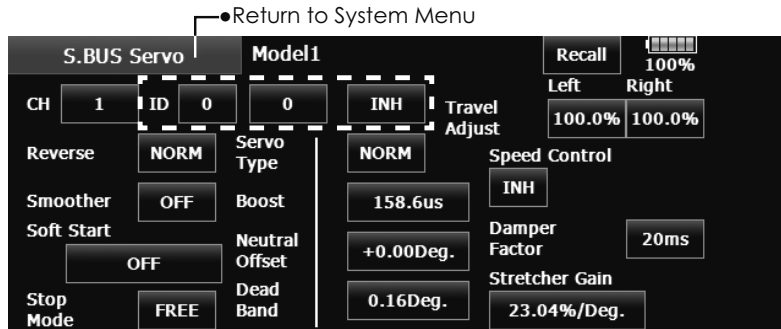 ●Return to System Menu
S.BUS Servo Model1 Recall 100%
Left Right
CH 1 ID 0 0 INH Travel Adjust 100.0% 100.0%
Reverse NORM Servo Type NORM Speed Control
INH
Smoother OFF Boost 158.6us
Soft Start
OFF Neutral Offset +0.00Deg. Damper Factor 20ms
Stretcher Gain
Stop Mode FREE Dead Band 0.16Deg. 23.04%/Deg.